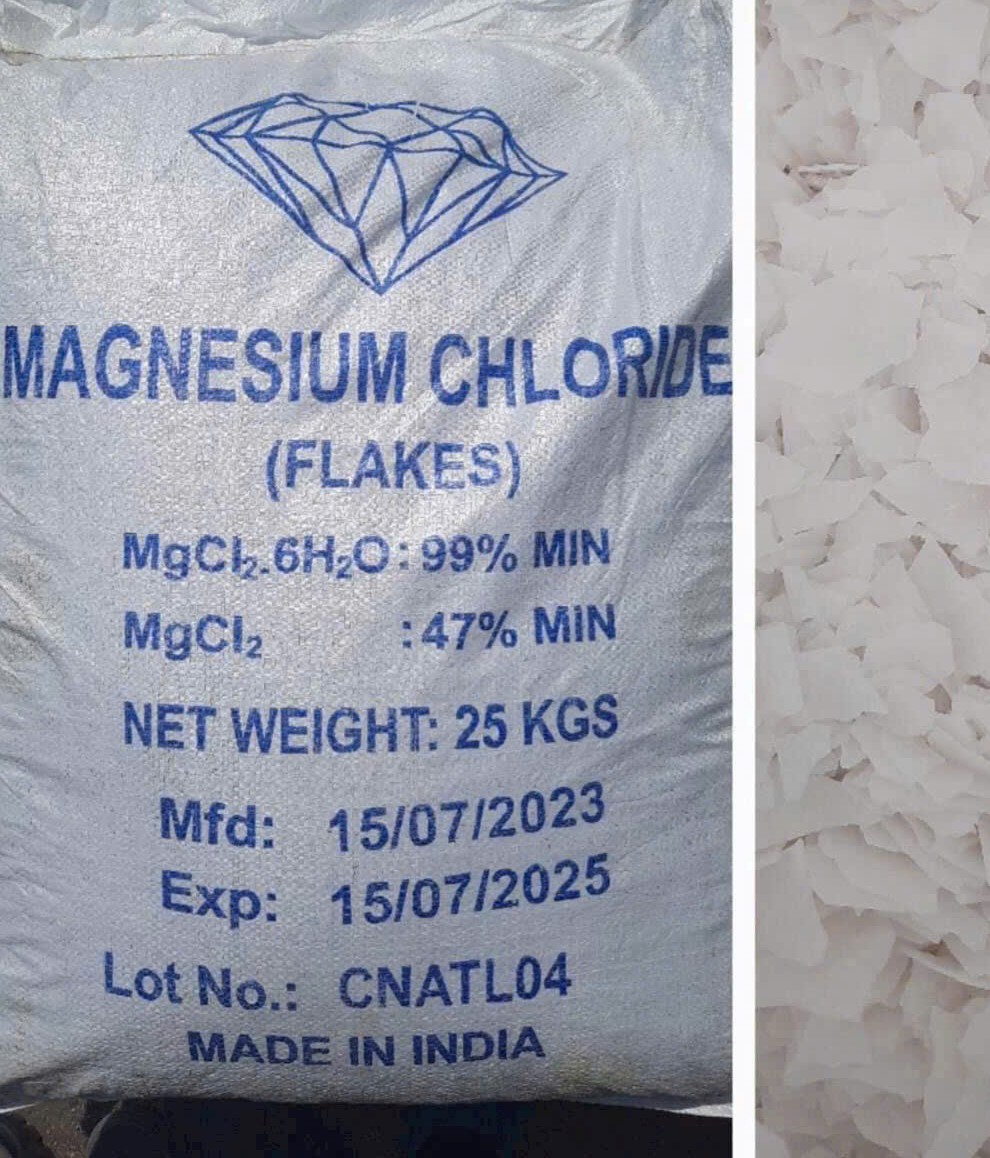 MAGNESIUM CHLORIDE
(FLAKES)
MgCl₂.6H₂O: 99% MIN
MgCl₂ : 47% MIN
NET WEIGHT: 25 KGS
Mfd: 15/07/2023
Exp: 15/07/2025
Lot No.: CNATL04
MADE IN INDIA